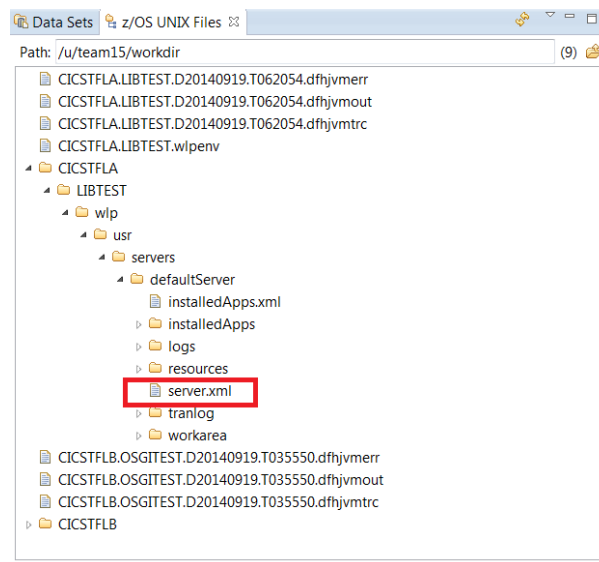 Data Sets z/OS UNIX Files
Path: /u/team15/workdir (9)
CICSTFLA.LIBTEST.D20140919.T062054.dfhjvmerr
CICSTFLA.LIBTEST.D20140919.T062054.dfhjvmout
CICSTFLA.LIBTEST.D20140919.T062054.dfhjvmtrc
CICSTFLA.LIBTEST.wlpenv
CICSTFLA
LIBTEST
wlp
usr
servers
defaultServer
installedApps.xml
installedApps
logs
resources
server.xml
tranlog
workarea
CICSTFLB.OSGITEST.D20140919.T035550.dfhjvmerr
CICSTFLB.OSGITEST.D20140919.T035550.dfhjvmout
CICSTFLB.OSGITEST.D20140919.T035550.dfhjvmtrc
CICSTFLB